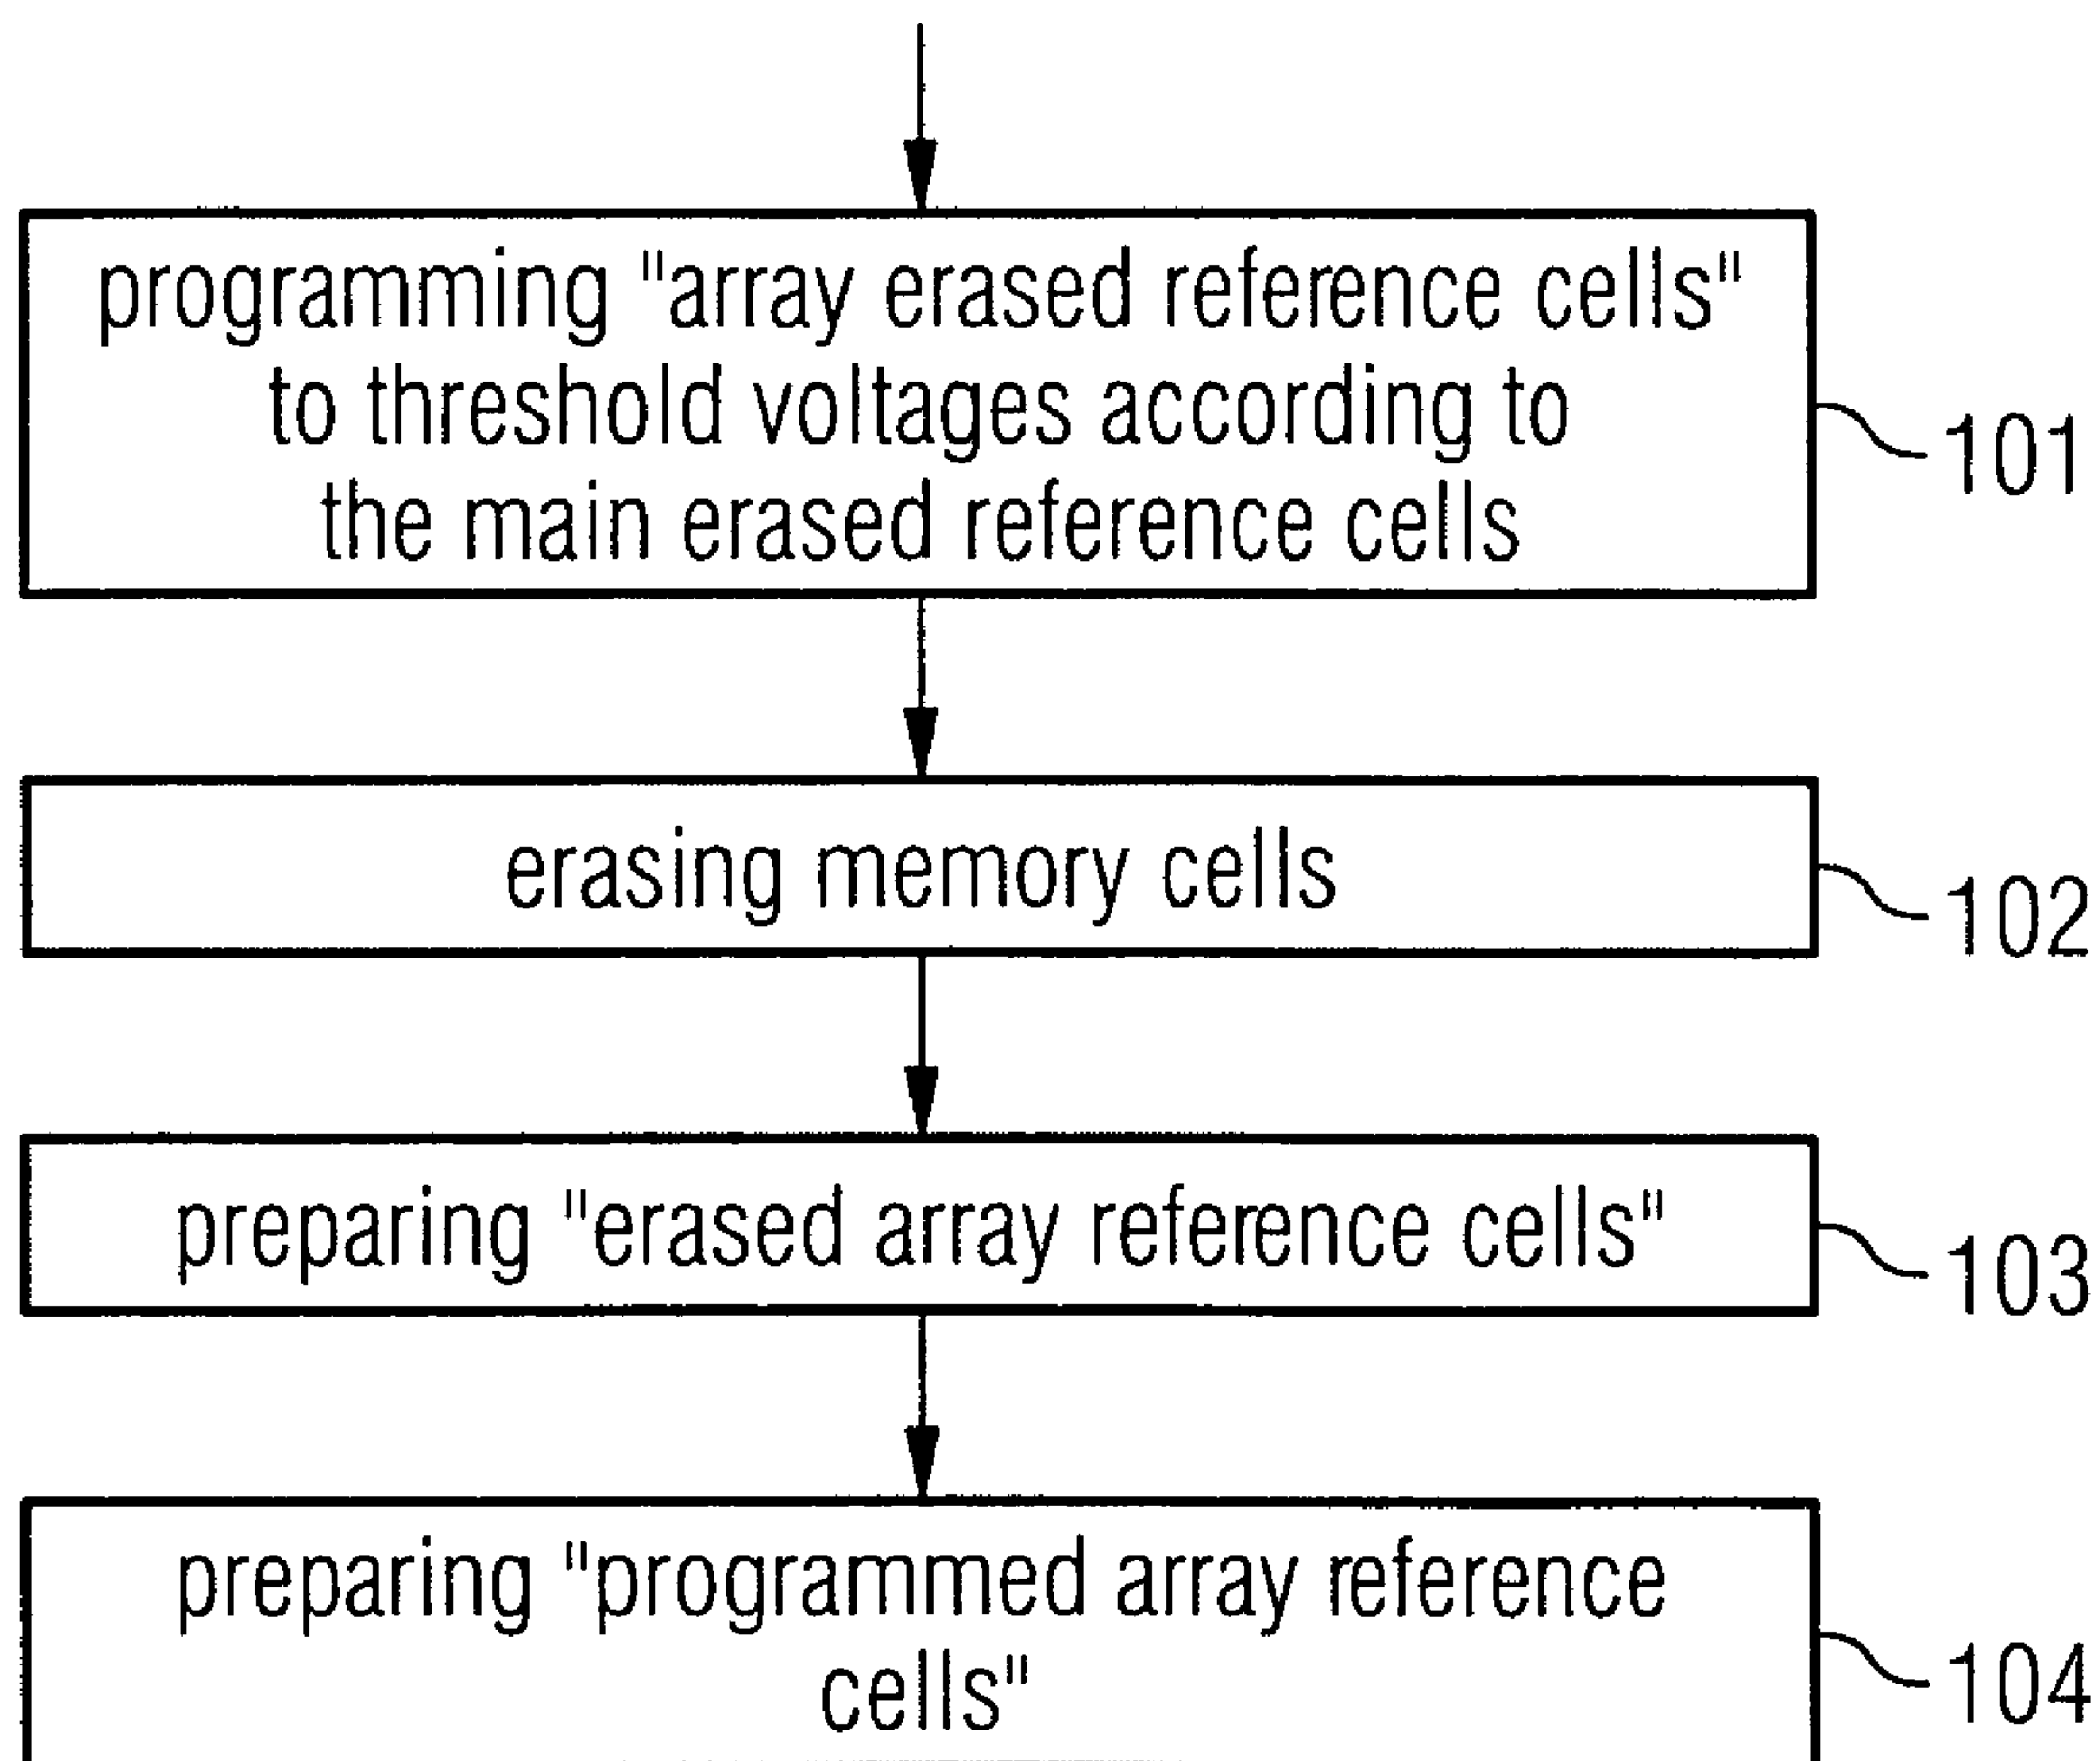 programming "array erased reference cells"
to threshold voltages according to
the main erased reference cells
101
erasing memory cells
102
preparing "erased array reference cells"
103
preparing "programmed array reference
cells"
104